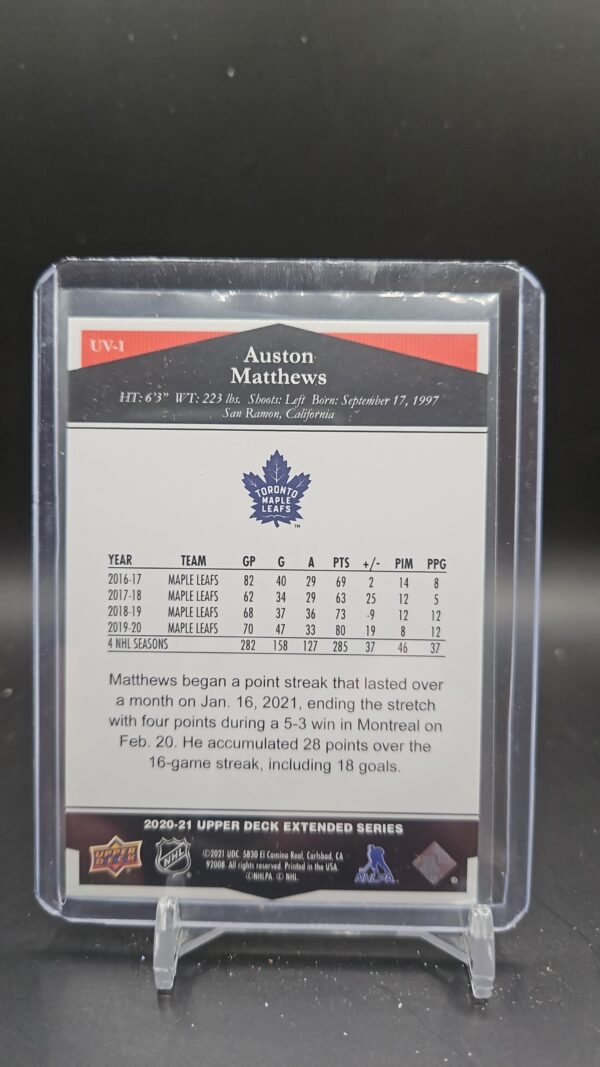 UV-1
Auston
Matthews
HT: 6'3" WT: 223 lbs. Shoots: Left Born: September 17, 1997
San Ramon, California
TORONTO
MAPLE
LEAFS
™
YEAR TEAM GP G A PTS +/- PIM PPG
2016-17 MAPLE LEAFS 82 40 29 69 2 14 8
2017-18 MAPLE LEAFS 62 34 29 63 25 12 5
2018-19 MAPLE LEAFS 68 37 36 73 -9 12 12
2019-20 MAPLE LEAFS 70 47 33 80 19 8 12
4 NHL SEASONS 282 158 127 285 37 46 37
Matthews began a point streak that lasted over
a month on Jan. 16, 2021, ending the stretch
with four points during a 5-3 win in Montreal on
Feb. 20. He accumulated 28 points over the
16-game streak, including 18 goals.
2020-21 UPPER DECK EXTENDED SERIES
UPPER
DECK
NHL
©2021 UDC. 5830 El Camino Real, Carlsbad, CA
92008. All rights reserved. Printed in the USA.
©NHLPA. © NHL
NHLPA
®